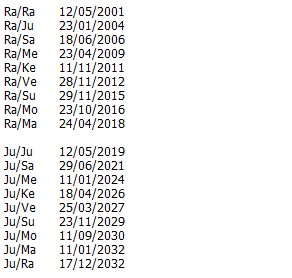 Ra/Ra 12/05/2001
Ra/Ju 23/01/2004
Ra/Sa 18/06/2006
Ra/Me 23/04/2009
Ra/Ke 11/11/2011
Ra/Ve 28/11/2012
Ra/Su 29/11/2015
Ra/Mo 23/10/2016
Ra/Ma 24/04/2018

Ju/Ju 12/05/2019
Ju/Sa 29/06/2021
Ju/Me 11/01/2024
Ju/Ke 18/04/2026
Ju/Ve 25/03/2027
Ju/Su 23/11/2029
Ju/Mo 11/09/2030
Ju/Ma 11/01/2032
Ju/Ra 17/12/2032